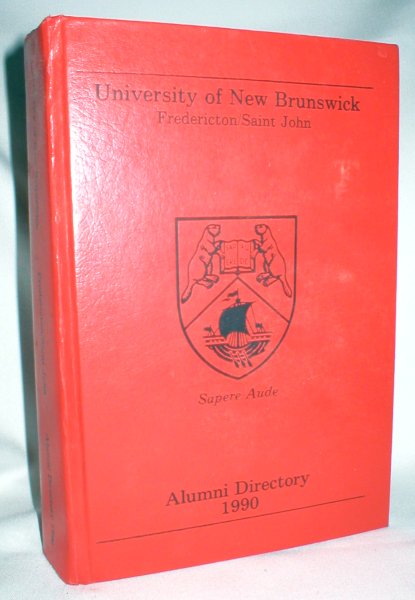 University of New Brunswick
Fredericton/Saint John
Sapere Aude
Alumni Directory
1990